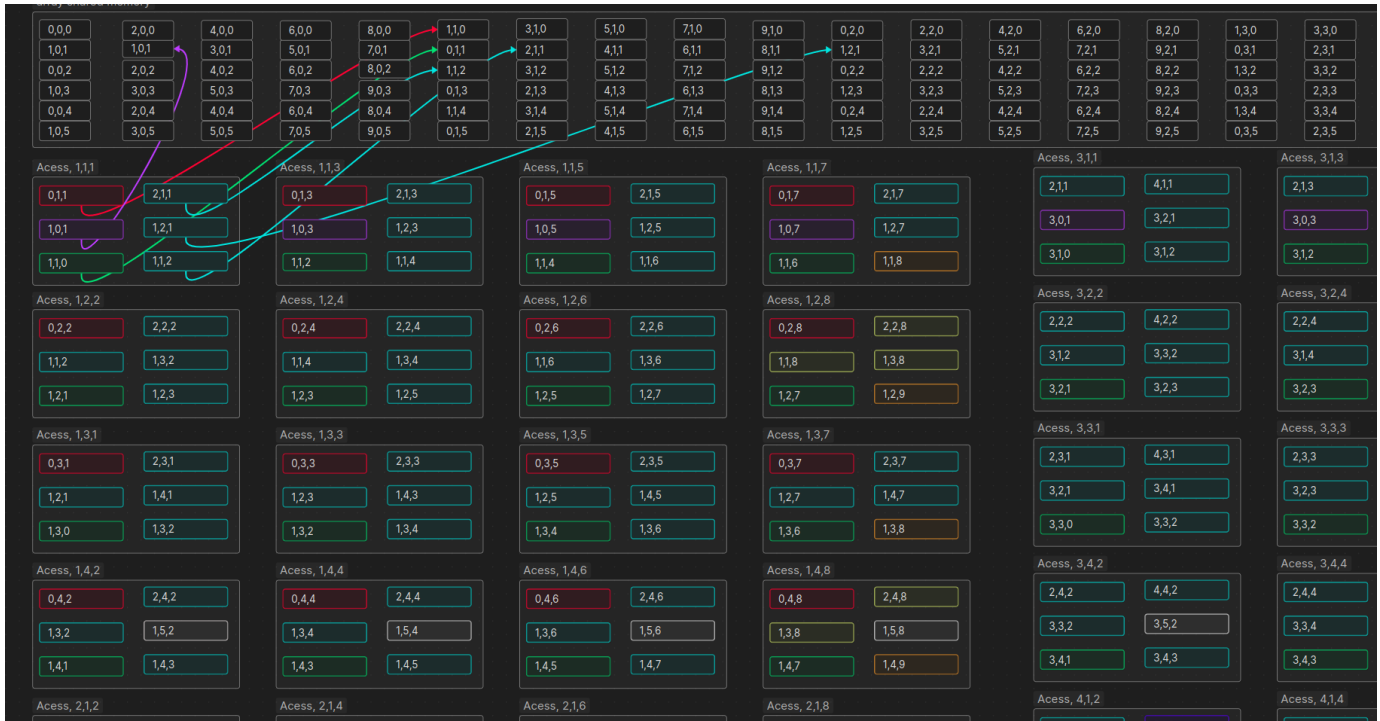 array shared memory
0,0,0 2,0,0 4,0,0 6,0,0 8,0,0 1,1,0 3,1,0 5,1,0 7,1,0 9,1,0 0,2,0 2,2,0 4,2,0 6,2,0 8,2,0 1,3,0 3,3,0
1,0,1 1,0,1 3,0,1 5,0,1 7,0,1 0,1,1 2,1,1 4,1,1 6,1,1 8,1,1 1,2,1 3,2,1 5,2,1 7,2,1 9,2,1 0,3,1 2,3,1
0,0,2 2,0,2 4,0,2 6,0,2 8,0,2 1,1,2 3,1,2 5,1,2 7,1,2 9,1,2 0,2,2 2,2,2 4,2,2 6,2,2 8,2,2 1,3,2 3,3,2
1,0,3 3,0,3 5,0,3 7,0,3 9,0,3 0,1,3 2,1,3 4,1,3 6,1,3 8,1,3 1,2,3 3,2,3 5,2,3 7,2,3 9,2,3 0,3,3 2,3,3
0,0,4 2,0,4 4,0,4 6,0,4 8,0,4 1,1,4 3,1,4 5,1,4 7,1,4 9,1,4 0,2,4 2,2,4 4,2,4 6,2,4 8,2,4 1,3,4 3,3,4
1,0,5 3,0,5 5,0,5 7,0,5 9,0,5 0,1,5 2,1,5 4,1,5 6,1,5 8,1,5 1,2,5 3,2,5 5,2,5 7,2,5 9,2,5 0,3,5 2,3,5
Acess, 1,1,1 Acess, 1,1,3 Acess, 1,1,5 Acess, 1,1,7 Acess, 3,1,1 Acess, 3,1,3
0,1,1 2,1,1 0,1,3 2,1,3 0,1,5 2,1,5 0,1,7 2,1,7 2,1,1 4,1,1 2,1,3
1,0,1 1,2,1 1,0,3 1,2,3 1,0,5 1,2,5 1,0,7 1,2,7 3,0,1 3,2,1 3,0,3
1,1,0 1,1,2 1,1,2 1,1,4 1,1,4 1,1,6 1,1,6 1,1,8 3,1,0 3,1,2 3,1,2
Acess, 1,2,2 Acess, 1,2,4 Acess, 1,2,6 Acess, 1,2,8 Acess, 3,2,2 Acess, 3,2,4
0,2,2 2,2,2 0,2,4 2,2,4 0,2,6 2,2,6 0,2,8 2,2,8 2,2,2 4,2,2 2,2,4
1,1,2 1,3,2 1,1,4 1,3,4 1,1,6 1,3,6 1,1,8 1,3,8 3,1,2 3,3,2 3,1,4
1,2,1 1,2,3 1,2,3 1,2,5 1,2,5 1,2,7 1,2,7 1,2,9 3,2,1 3,2,3 3,2,3
Acess, 1,3,1 Acess, 1,3,3 Acess, 1,3,5 Acess, 1,3,7 Acess, 3,3,1 Acess, 3,3,3
0,3,1 2,3,1 0,3,3 2,3,3 0,3,5 2,3,5 0,3,7 2,3,7 2,3,1 4,3,1 2,3,3
1,2,1 1,4,1 1,2,3 1,4,3 1,2,5 1,4,5 1,2,7 1,4,7 3,2,1 3,4,1 3,2,3
1,3,0 1,3,2 1,3,2 1,3,4 1,3,4 1,3,6 1,3,6 1,3,8 3,3,0 3,3,2 3,3,2
Acess, 1,4,2 Acess, 1,4,4 Acess, 1,4,6 Acess, 1,4,8 Acess, 3,4,2 Acess, 3,4,4
0,4,2 2,4,2 0,4,4 2,4,4 0,4,6 2,4,6 0,4,8 2,4,8 2,4,2 4,4,2 2,4,4
1,3,2 1,5,2 1,3,4 1,5,4 1,3,6 1,5,6 1,3,8 1,5,8 3,3,2 3,5,2 3,3,4
1,4,1 1,4,3 1,4,3 1,4,5 1,4,5 1,4,7 1,4,7 1,4,9 3,4,1 3,4,3 3,4,3
Acess, 2,1,2 Acess, 2,1,4 Acess, 2,1,6 Acess, 2,1,8 Acess, 4,1,2 Acess, 4,1,4